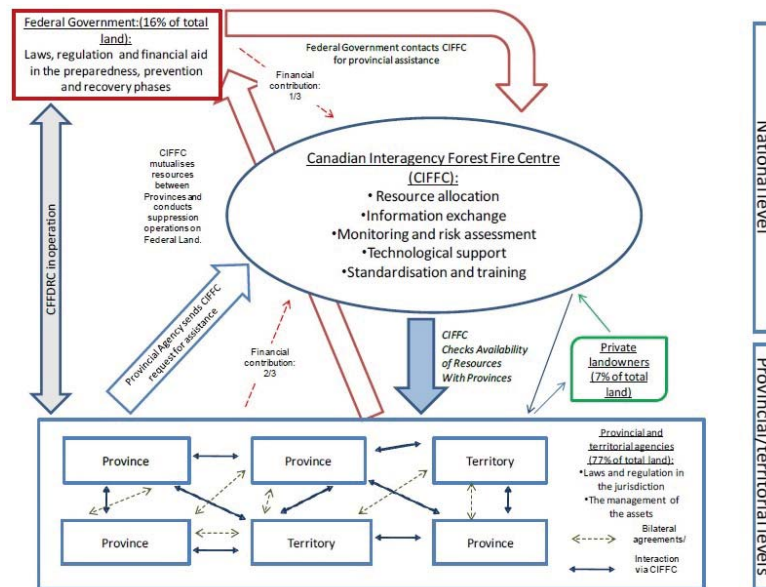 Federal Government:(16% of total
land):
Laws, regulation and financial aid
in the preparedness, prevention
and recovery phases
Federal Government contacts CIFFC
for provincial assistance
Financial
contribution:
1/3
CIFFC
mutualises
resources
between
Provinces and
conducts
suppression
operations on
Federal Land.
Canadian Interagency Forest Fire Centre
(CIFFC):
• Resource allocation
•Information exchange
•Monitoring and risk assessment
•Technological support
•Standardisation and training
National level
CFFDRC in operation
Provincial Agency sends CIFFC
request for assistance
Financial
contribution:
2/3
CIFFC
Checks Availability
of Resources
With Provinces
Private
landowners
(7% of total
land)
Provincial/territorial levels
Province
Province
Territory
Province
Territory
Province
Provincial and
territorial agencies
(77% of total land):
•Laws and regulation in
the jurisdiction
•The management of
the assets
Bilateral
agreements/
Interaction
via CIFFC